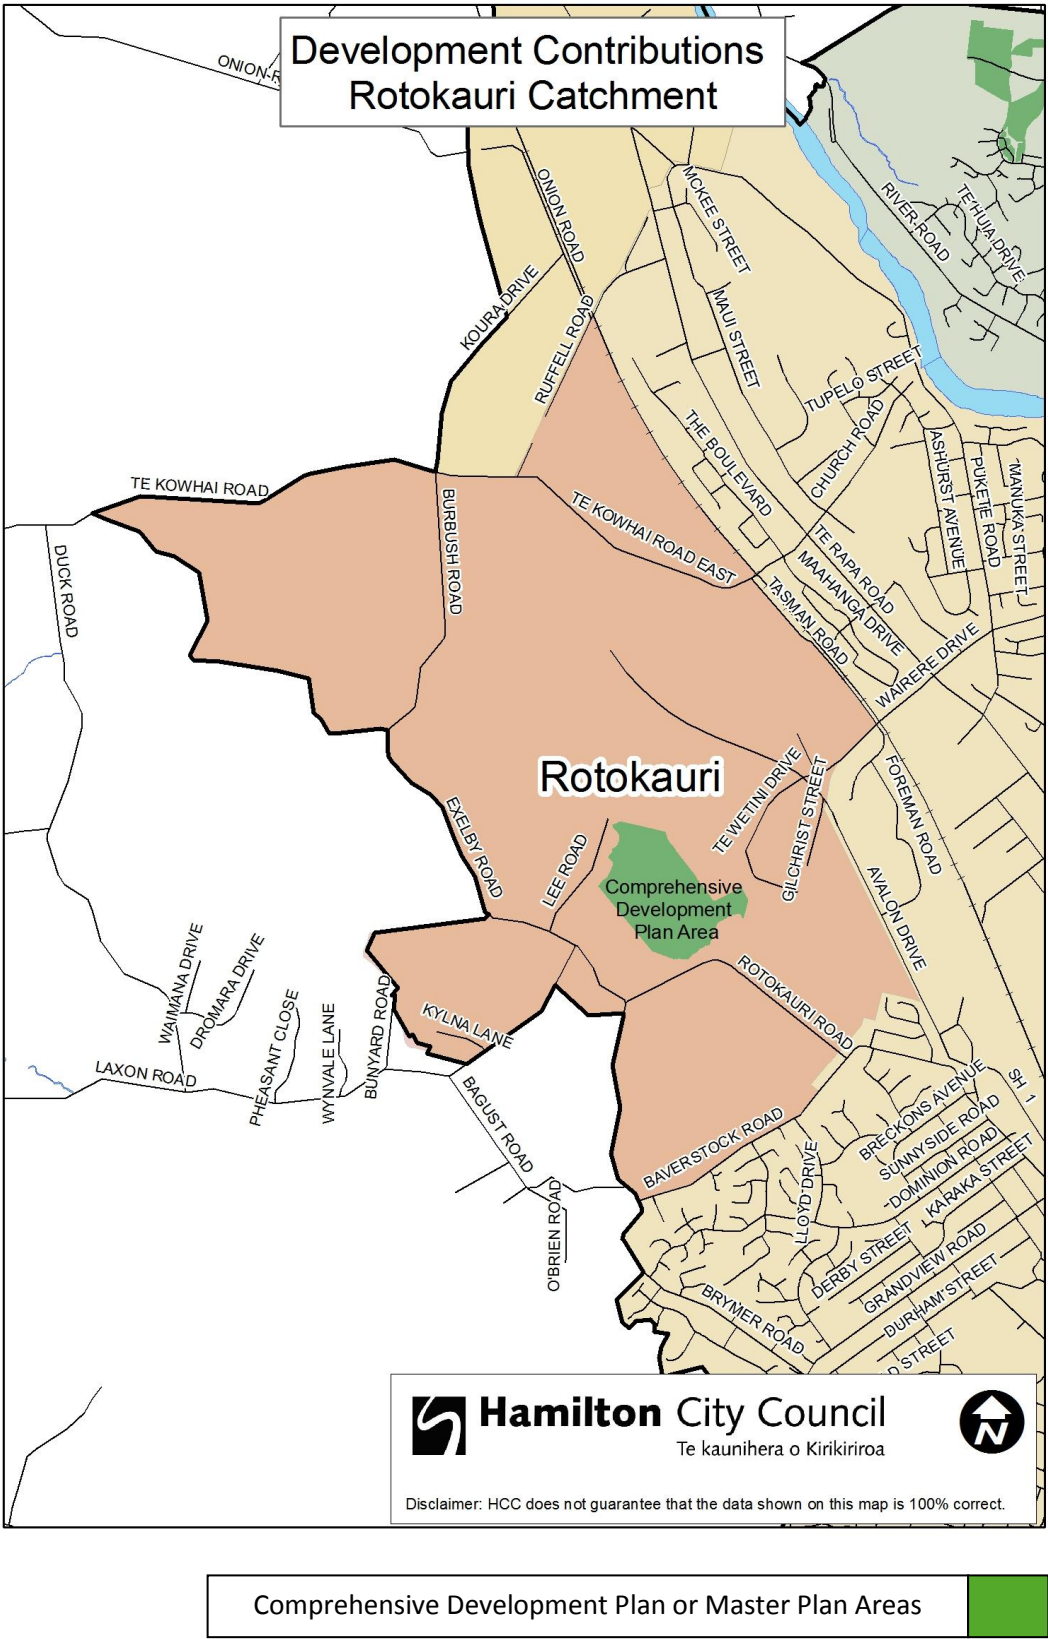 Development Contributions
Rotokauri Catchment
ONION
ONION ROAD
MCKEE STREET
RIVER ROAD
TE HUIA DRIVE
KOURA DRIVE
RUFFELL ROAD
MAUI STREET
TUPELO STREET
CHURCH ROAD
THE BOULEVARD
ASHURST AVENUE
PUKETE ROAD
MANUKA STREET
TE KOWHAI ROAD
BURBUSH ROAD
TE KOWHAI ROAD EAST
DUCK ROAD
TE RAPA ROAD
MAAHANGA DRIVE
TASMAN ROAD
WAIRERE DRIVE
Rotokauri
TE WETINI DRIVE
GILCHRIST STREET
FOREMAN ROAD
EXELBY ROAD
LEE ROAD
Comprehensive
Development
Plan Area
AVALON DRIVE
WAIMANA DRIVE
DROMARA DRIVE
PHEASANT CLOSE
WYNVALE LANE
BUNYARD ROAD
KYLNA LANE
ROTOKAURI ROAD
LAXON ROAD
BAGUST ROAD
SH 1
BRECKONS AVENUE
SUNNYSIDE ROAD
DOMINION ROAD
KARAKA STREET
BAVERSTOCK ROAD
LLOYD DRIVE
O'BRIEN ROAD
DERBY STREET
GRANDVIEW ROAD
DURHAM STREET
BRYMER ROAD
D STREET
Hamilton City Council
Te kaunihera o Kirikiriroa
N
Disclaimer: HCC does not guarantee that the data shown on this map is 100% correct.
Comprehensive Development Plan or Master Plan Areas